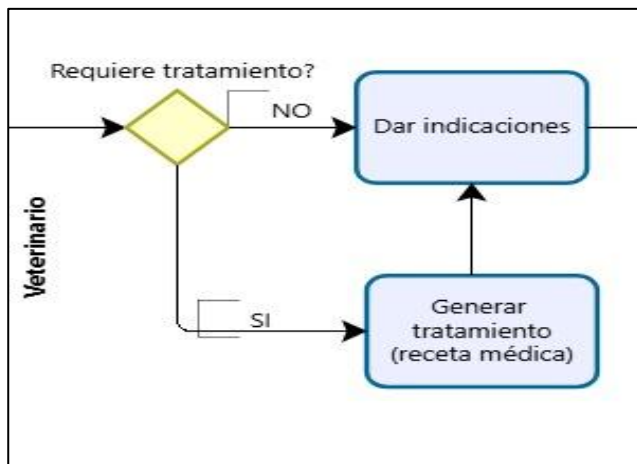 Requiere tratamiento?
NO
Dar indicaciones
Veterinario
SI
Generar
tratamiento
(receta médica)